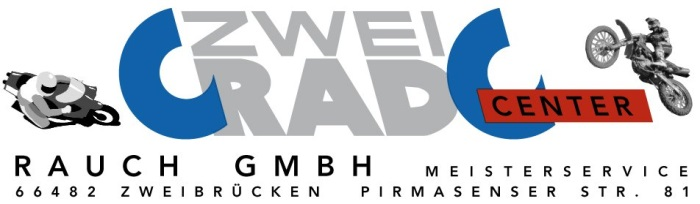 ZWEI
RAD
CENTER
RAUCH GMBH MEISTERSERVICE
66482 ZWEIBRÜCKEN PIRMASENSER STR. 81